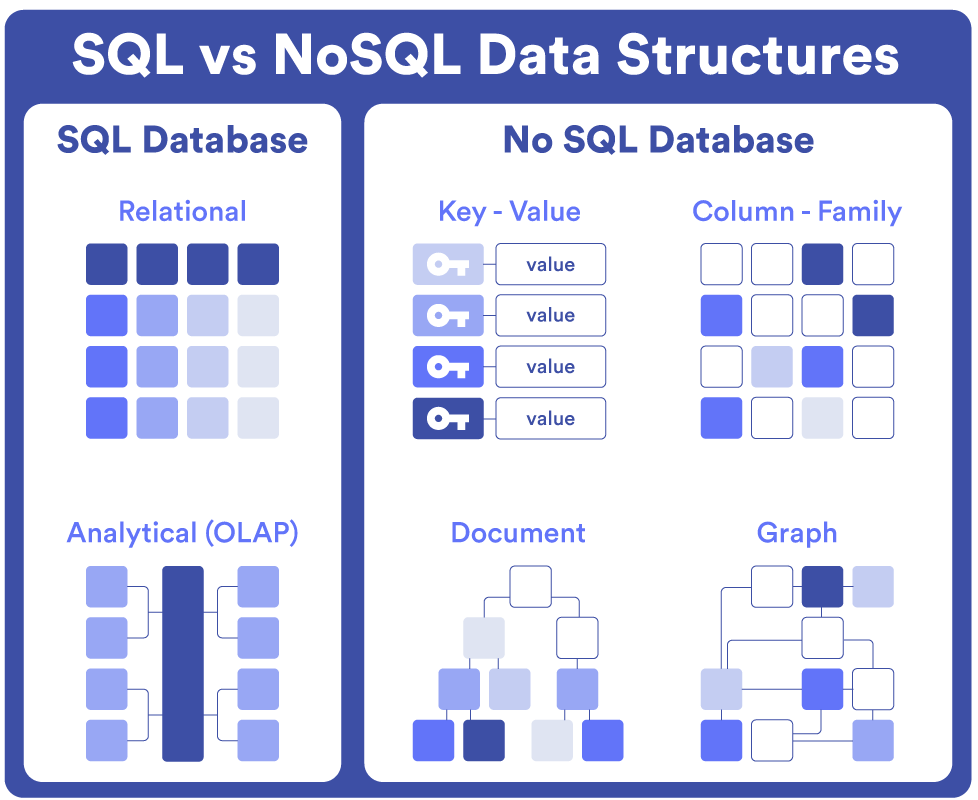 SQL vs NoSQL Data Structures
SQL Database
Relational
Analytical (OLAP)
No SQL Database
Key - Value
value
value
value
value
Column - Family
Document
Graph